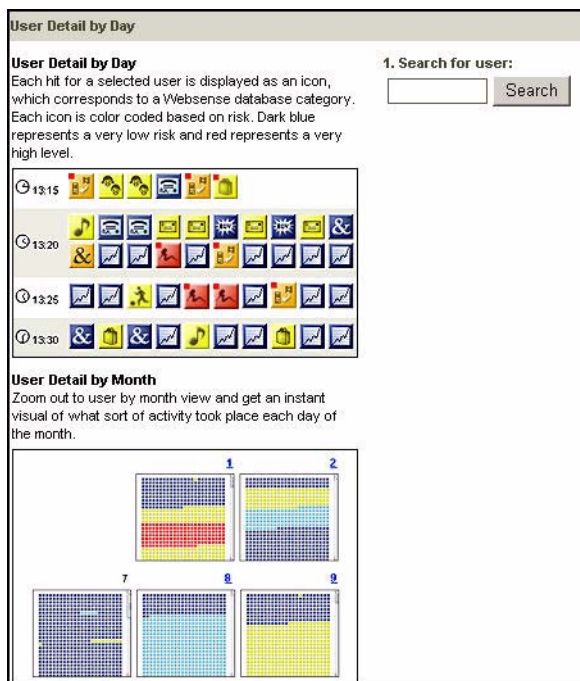 User Detail by Day
User Detail by Day
Each hit for a selected user is displayed as an icon,
which corresponds to a Websense database category.
Each icon is color coded based on risk. Dark blue
represents a very low risk and red represents a very
high level.
13:15
13:20
&
&
13:25
13:30 & &
User Detail by Month
Zoom out to user by month view and get an instant
visual of what sort of activity took place each day of
the month.
1 2
7 8 9
1. Search for user:
Search